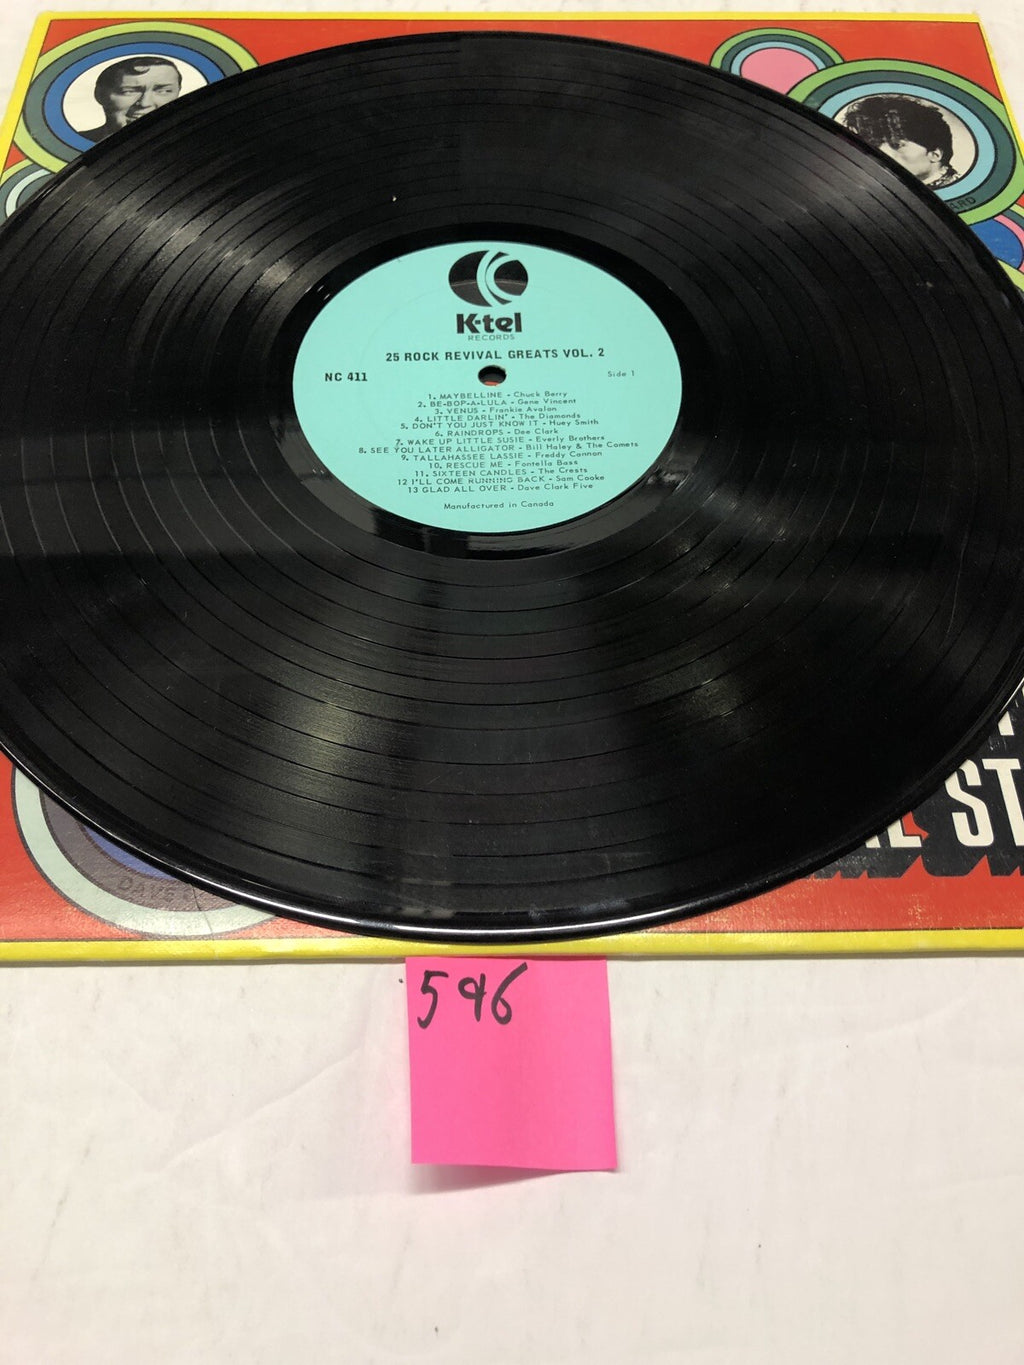 K-tel
RECORDS
25 ROCK REVIVAL GREATS VOL. 2
NC 411
Side 1
1. MAYBELLINE - Chuck Berry
2. BE-BOP-A-LULA - Gene Vincent
3. VENUS - Frankie Avalon
4. LITTLE DARLIN' - The Diamonds
5. DON'T YOU JUST KNOW IT - Huey Smith
6. RAINDROPS - Dee Clark
7. WAKE UP LITTLE SUSIE - Everly Brothers
8. SEE YOU LATER ALLIGATOR - Bill Haley & The Comets
9. TALLAHASSEE LASSIE - Freddy Cannon
10. RESCUE ME - Fontella Bass
11. SIXTEEN CANDLES - The Crests
12 I'LL COME RUNNING BACK - Sam Cooke
13 GLAD ALL OVER - Dave Clark Five
Manufactured in Canada
ST
DAVE
596